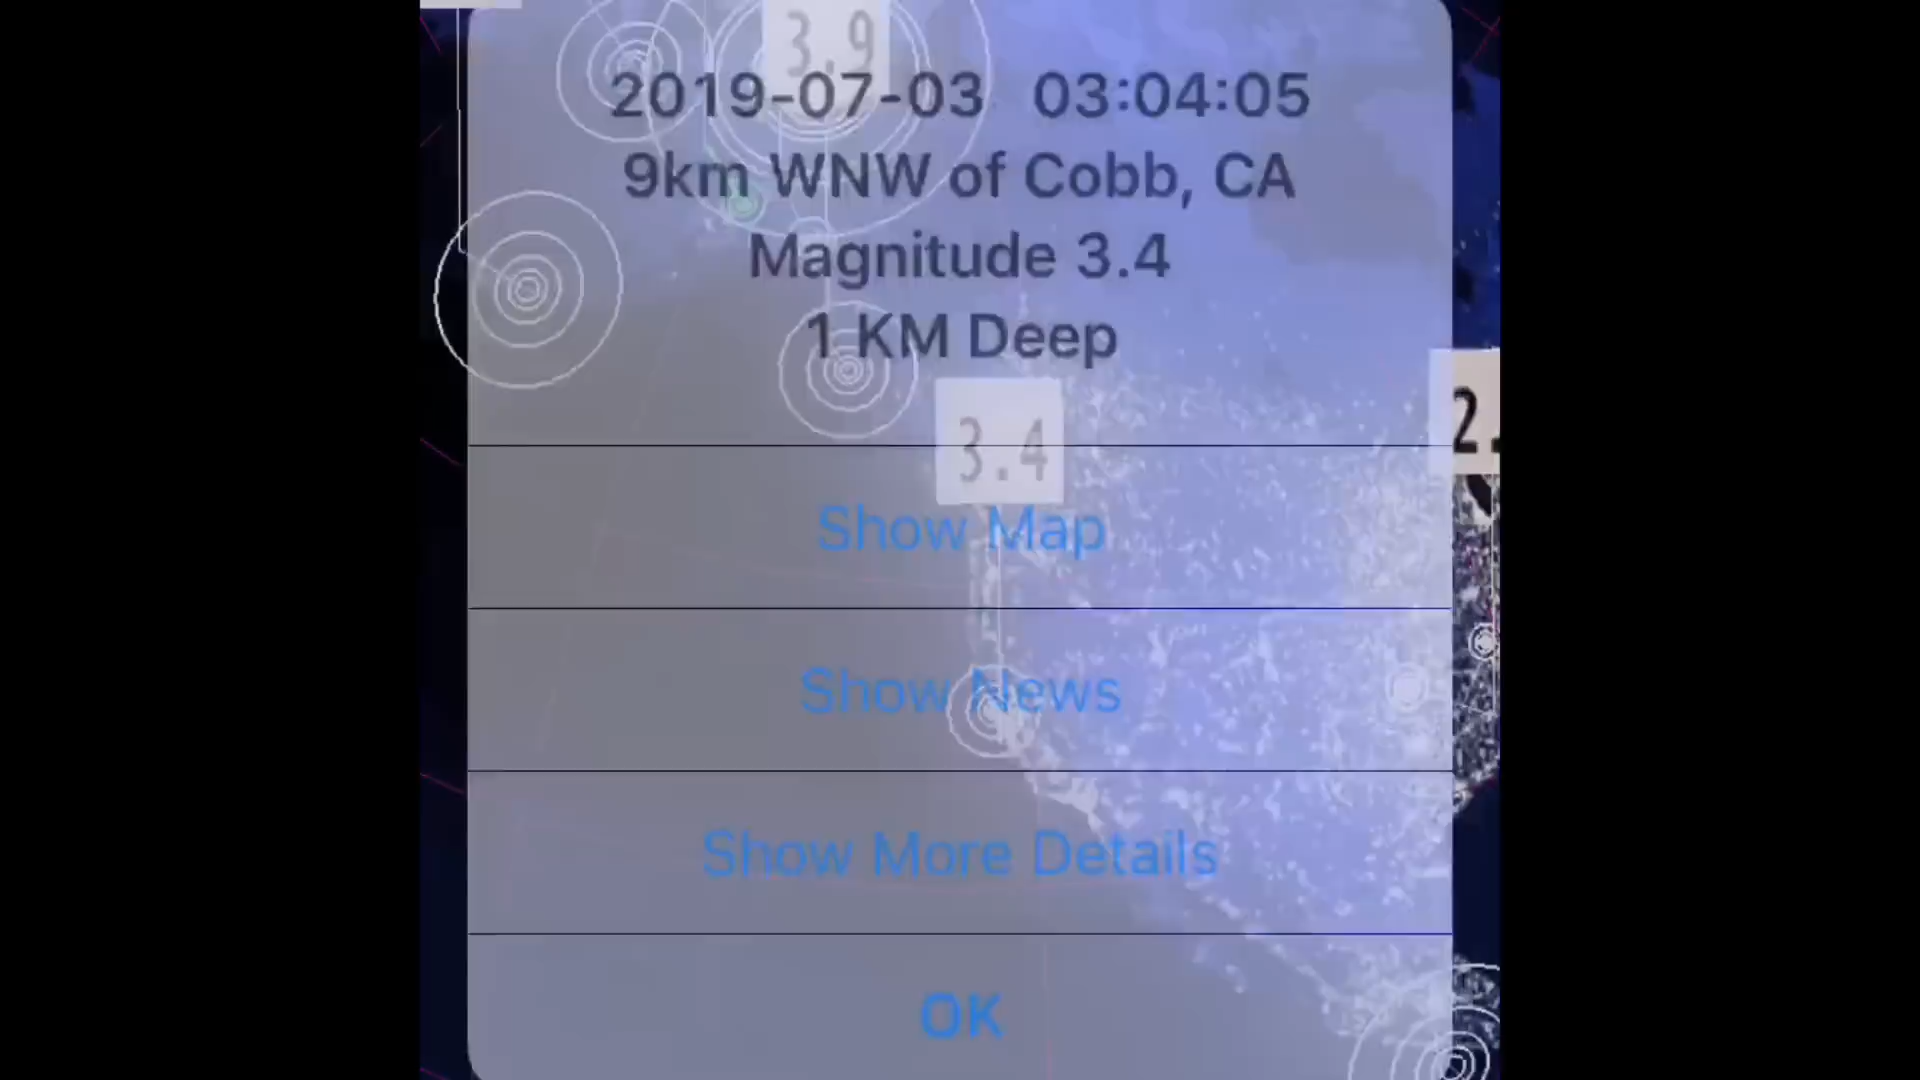 3.9
2019-07-03 03:04:05
9km WNW of Cobb, CA
Magnitude 3.4
1 KM Deep
3.4
2.
Show Map
Show News
Show More Details
OK